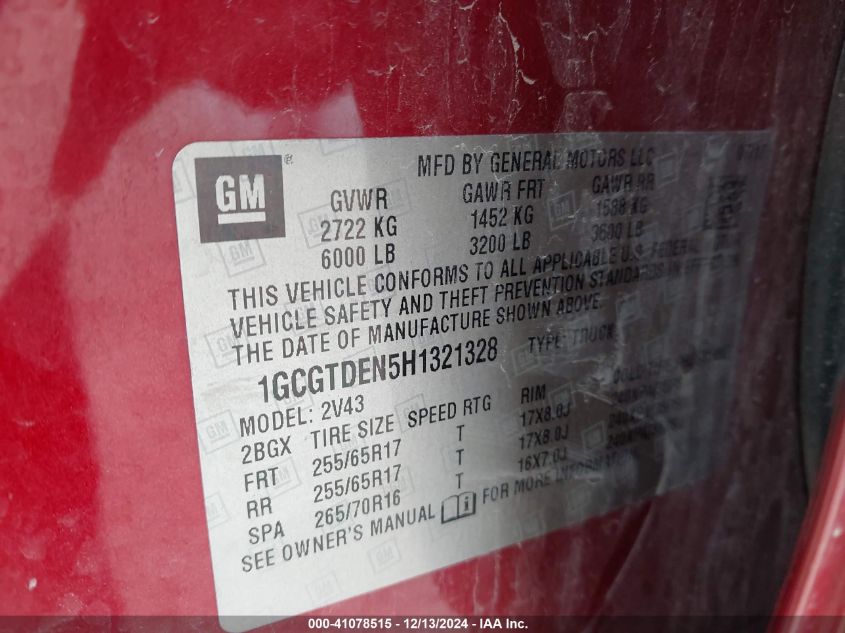 GM ®
MFD BY GENERAL MOTORS LLC
GVWR GAWR FRT GAWR RR
2722 KG 1452 KG 1588 KG
6000 LB 3200 LB 3600 LB
THIS VEHICLE CONFORMS TO ALL APPLICABLE U.S. FEDERAL
VEHICLE SAFETY AND THEFT PREVENTION STANDARDS IN EFFECT ON
THE DATE OF MANUFACTURE SHOWN ABOVE.
1GCGTDEN5H1321328 TYPE: TRUCK
MODEL: 2V43
2BGX TIRE SIZE SPEED RTG RIM
FRT 255/65R17 T 17X8.0J
RR 255/65R17 T 17X8.0J
SPA 265/70R16 T 16X7.0J
SEE OWNER'S MANUAL FOR MORE INFORMATION
000-41078515 - 12/13/2024 - IAA, Inc.